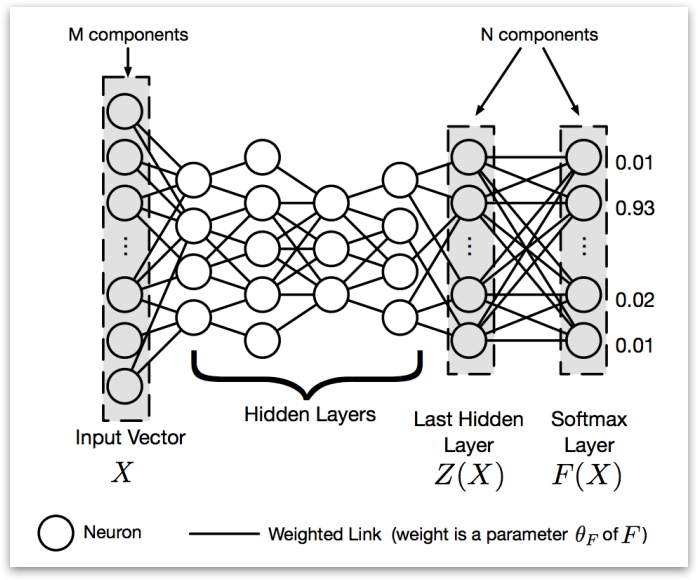 M components
N components
0.01
0.93
...
...
...
0.02
0.01
Hidden Layers
Input Vector
X
Last Hidden
Layer
Z(X)
Softmax
Layer
F(X)
Neuron
Weighted Link (weight is a parameter θ_F of F)